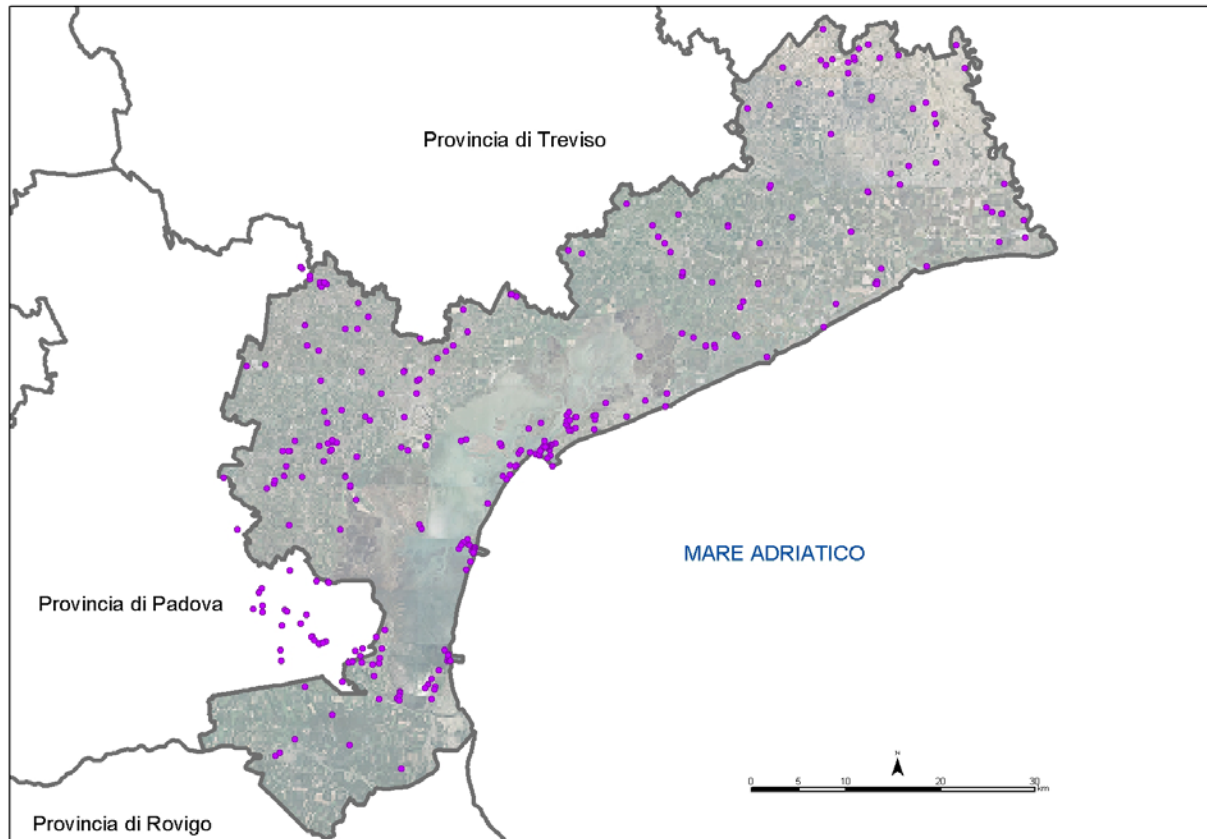 Provincia di Treviso
MARE ADRIATICO
Provincia di Padova
N
0 5 10 20 30
km
Provincia di Rovigo